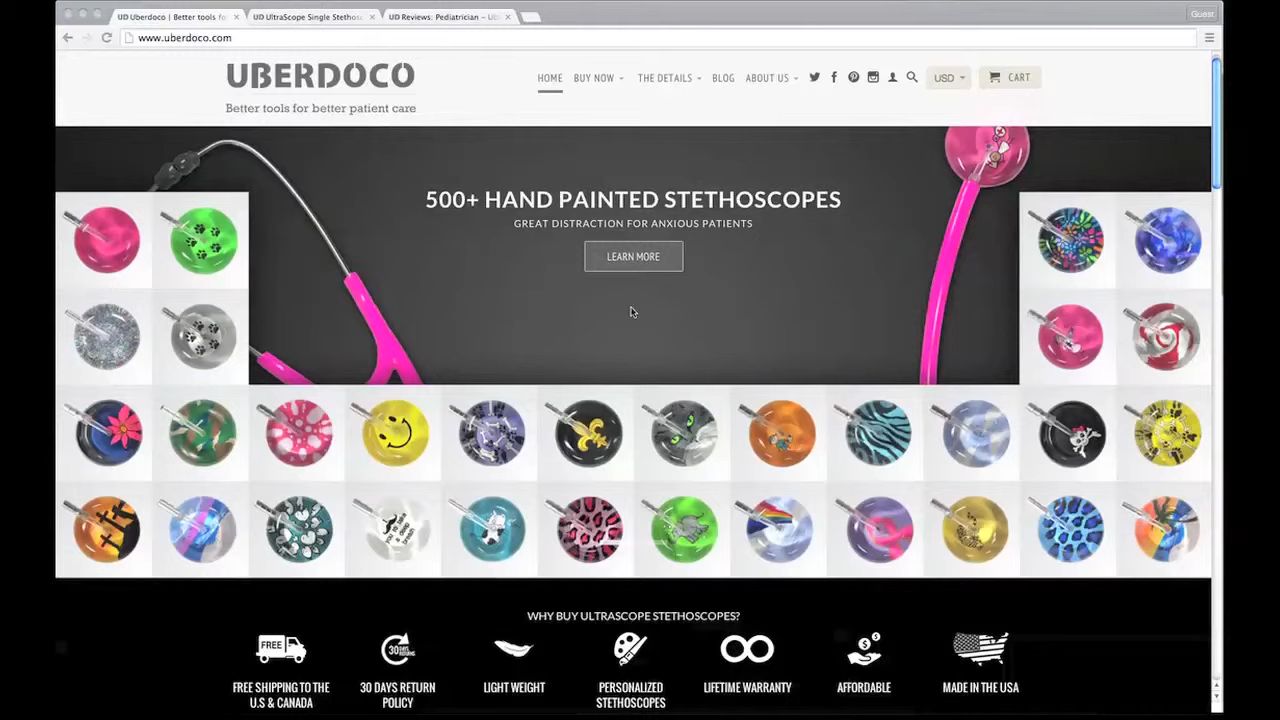 UD Uberdoco | Better tools fo
UD UltraScope Single Stethos
UD Reviews: Pediatrician – U
Guest
www.uberdoco.com
UBERDOCO
Better tools for better patient care
HOME BUY NOW THE DETAILS BLOG ABOUT US USD CART
500+ HAND PAINTED STETHOSCOPES
GREAT DISTRACTION FOR ANXIOUS PATIENTS
LEARN MORE
WHY BUY ULTRASCOPE STETHOSCOPES?
FREE
30 DAYS
FREE SHIPPING TO THE
U.S & CANADA
30 DAYS RETURN
POLICY
LIGHT WEIGHT
PERSONALIZED
STETHOSCOPES
LIFETIME WARRANTY
AFFORDABLE
MADE IN THE USA